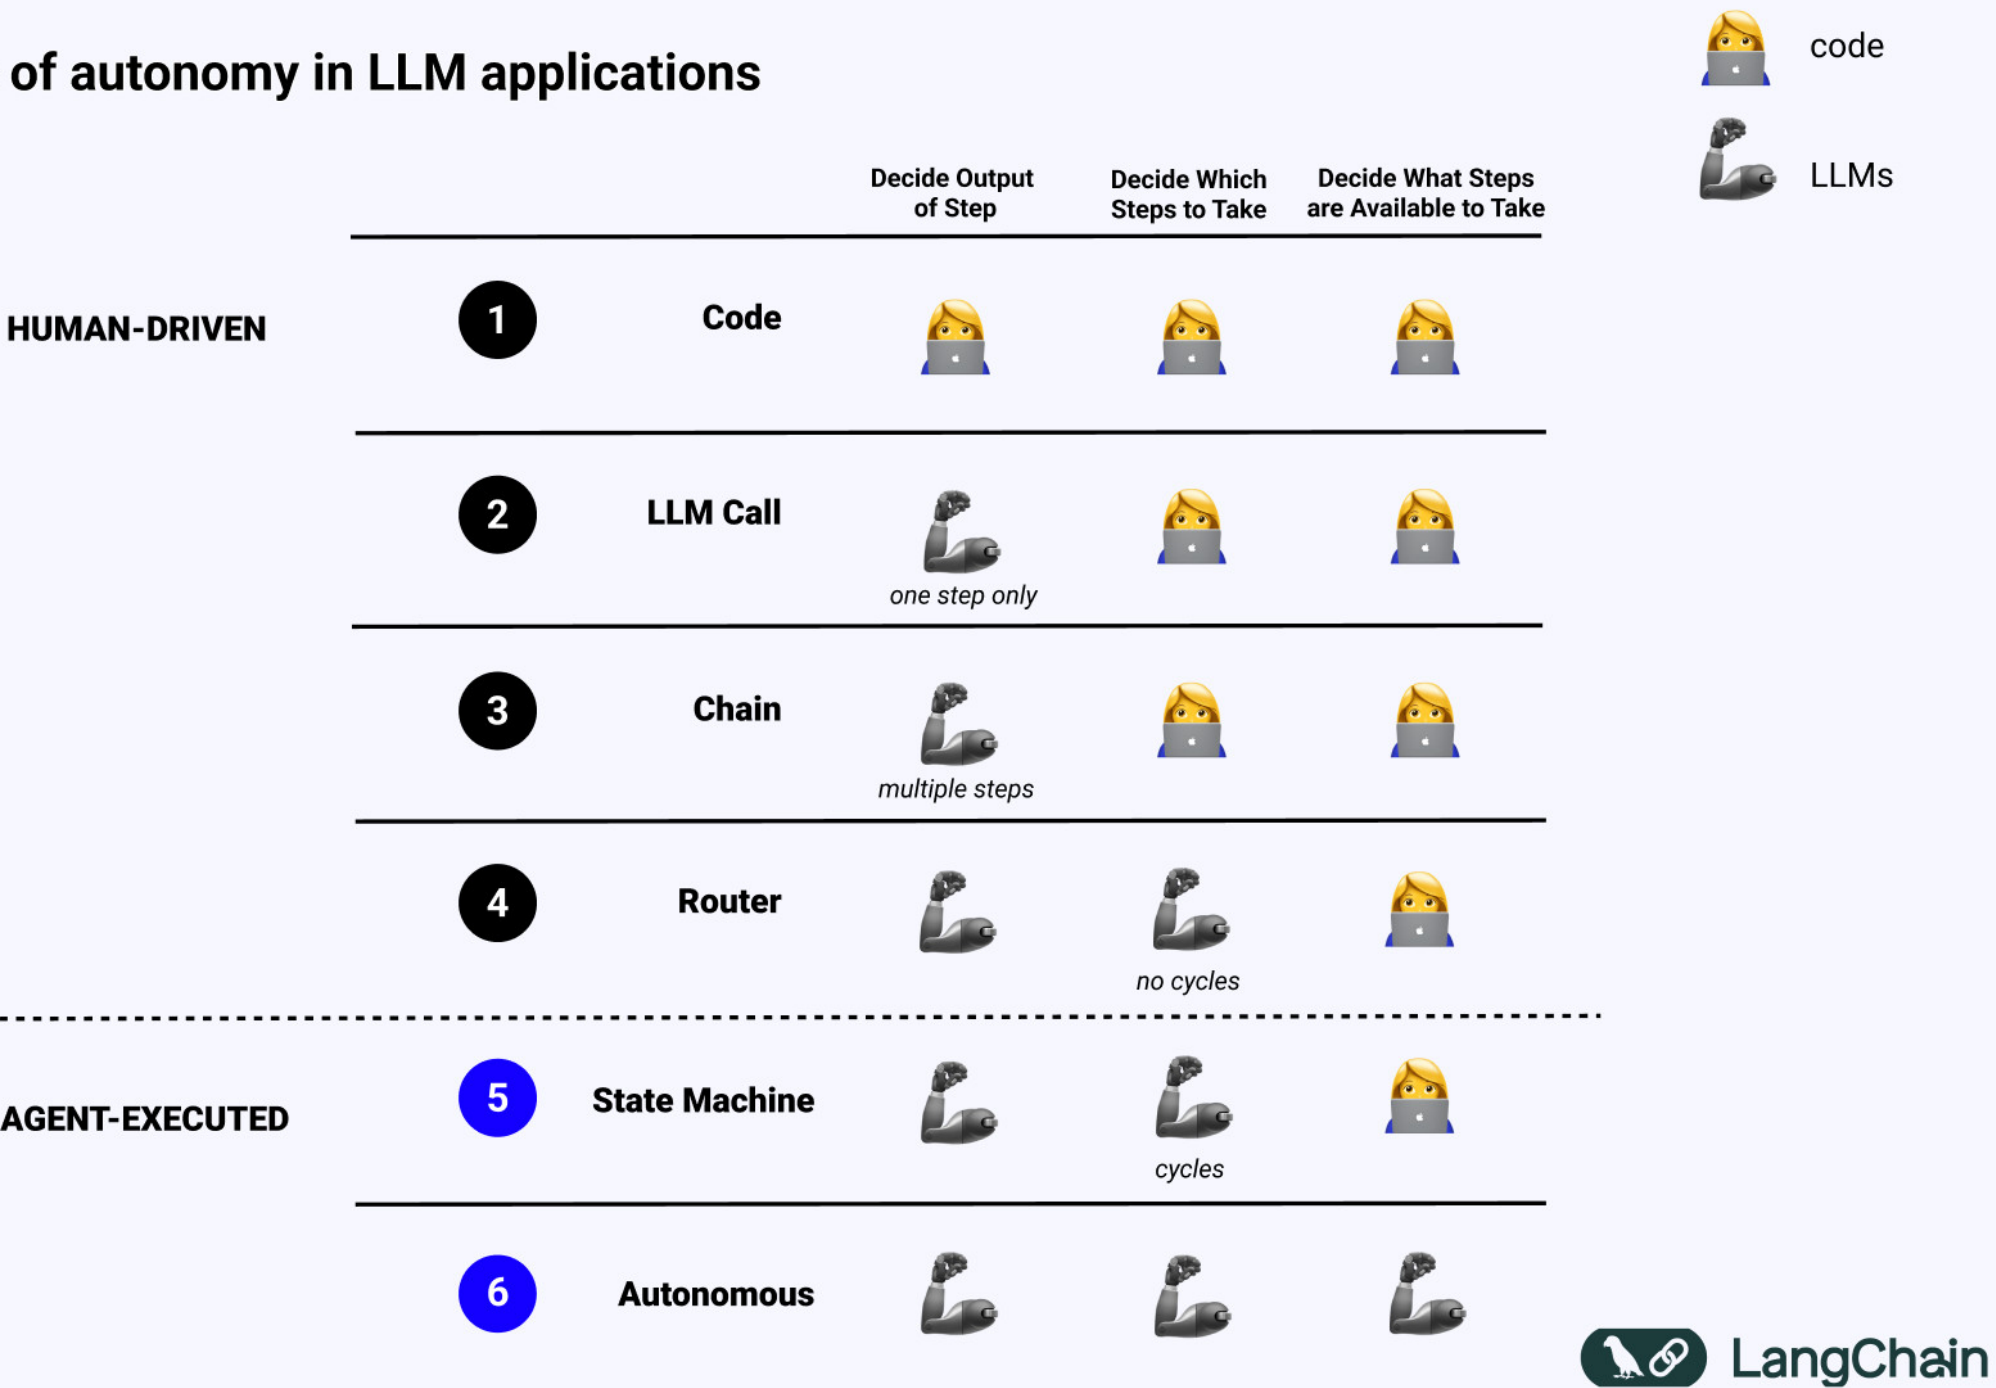 of autonomy in LLM applications
code
LLMs
Decide Output
of Step
Decide Which
Steps to Take
Decide What Steps
are Available to Take
HUMAN-DRIVEN
1
Code
2
LLM Call
one step only
3
Chain
multiple steps
4
Router
no cycles
AGENT-EXECUTED
5
State Machine
cycles
6
Autonomous
LangChain